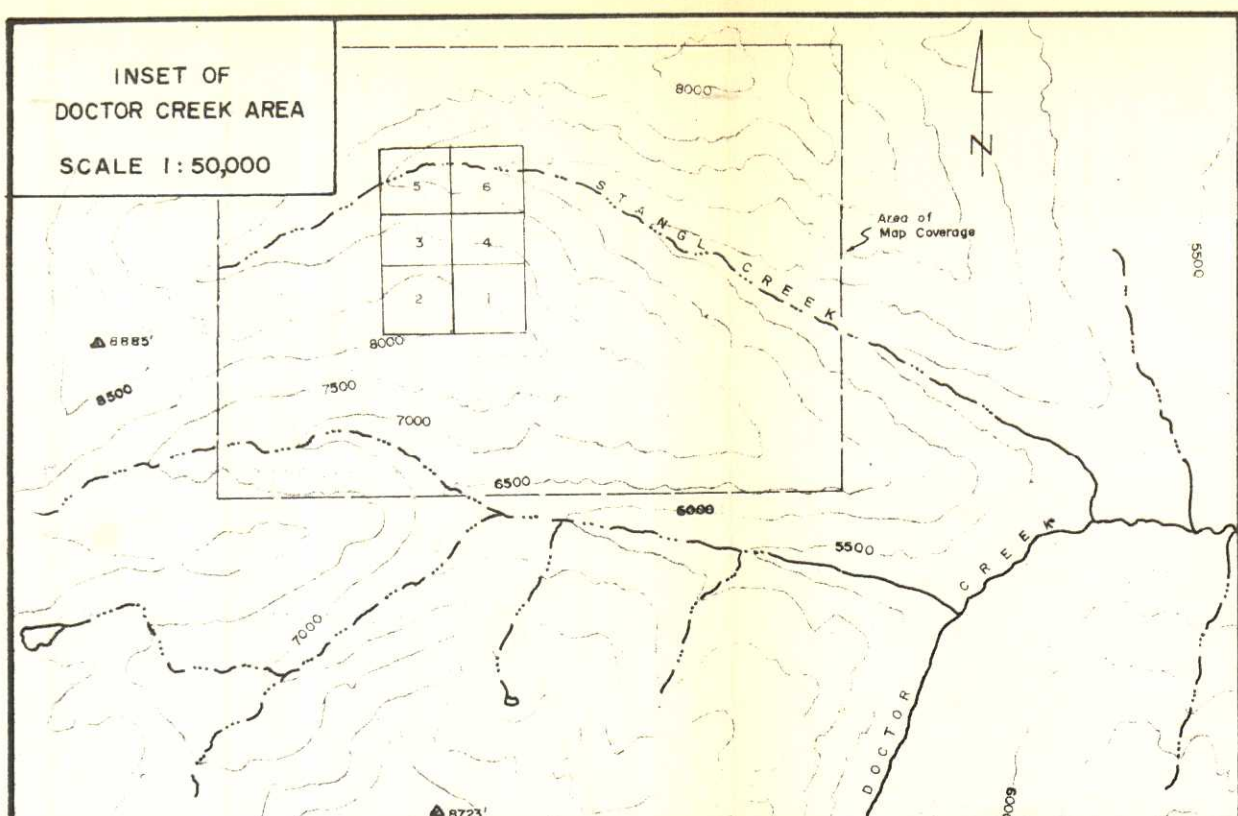 INSET OF
DOCTOR CREEK AREA
SCALE 1:50,000
8000
N
5
6
STANGL CREEK
Area of
Map Coverage
3
4
5500
2
1
8885'
8000
8500
7500
7000
6500
6000
5500
DOCTOR CREEK
7000
6000
8723'